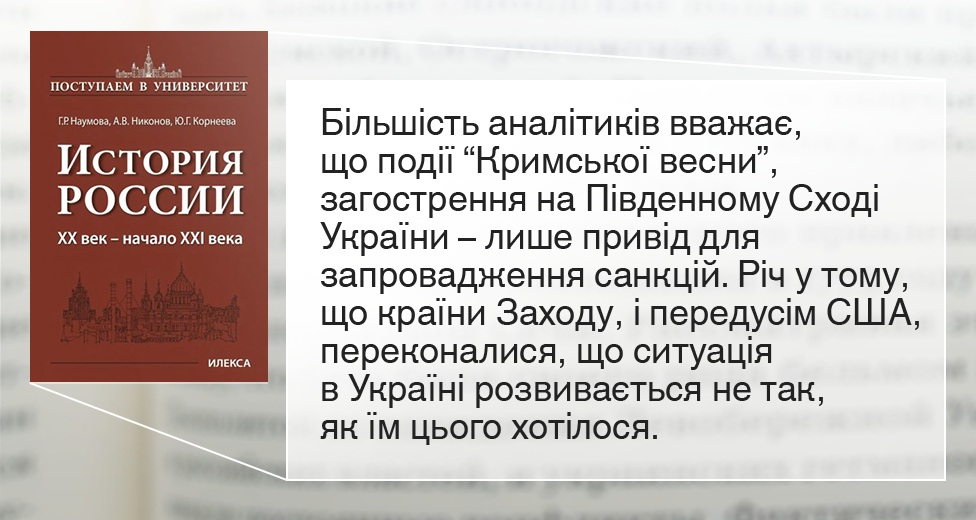 ПОСТУПАЕМ В УНИВЕРСИТЕТ
Г.Р. Наумова, А.В. Никонов, Ю.Г. Корнеева
ИСТОРИЯ
РОССИИ
XX век – начало XXI века
ИЛЕКСА
Більшість аналітиків вважає,
що події “Кримської весни”,
загострення на Південному Сході
України – лише привід для
запровадження санкцій. Річ у тому,
що країни Заходу, і передусім США,
переконалися, що ситуація
в Україні розвивається не так,
як їм цього хотілося.